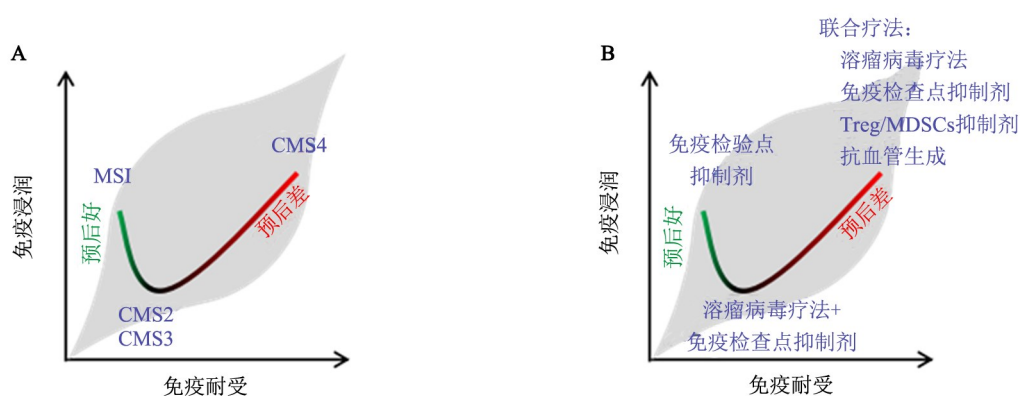 A
免疫浸润
MSI
CMS4
预后好
预后差
CMS2
CMS3
免疫耐受
B
联合疗法：
溶瘤病毒疗法
免疫检查点抑制剂
Treg/MDSCs抑制剂
抗血管生成
免疫检验点
抑制剂
免疫浸润
预后好
预后差
溶瘤病毒疗法+
免疫检查点抑制剂
免疫耐受